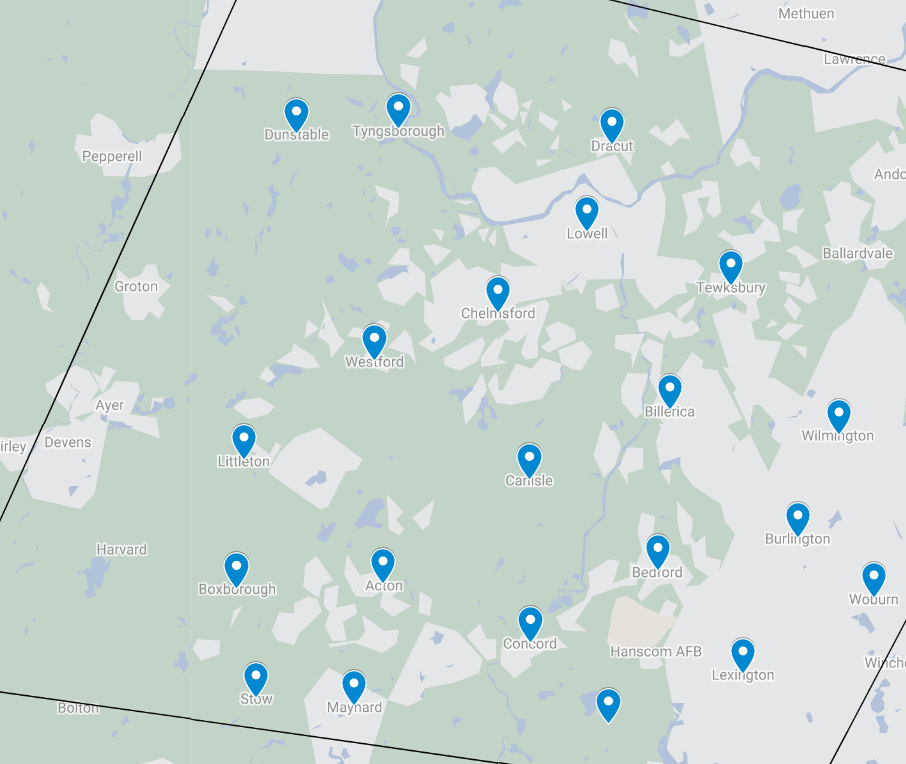 Methuen
Lawrence
Dunstable
Tyngsborough
Dracut
Pepperell
Ando
Lowell
Ballardvale
Groton
Tewksbury
Chelmsford
Westford
Ayer
Billerica
Wilmington
irley
Devens
Littleton
Carlisle
Burlington
Harvard
Bedford
Boxborough
Acton
Woburn
Concord
Hanscom AFB
Winche
Lexington
Stow
Maynard
Bolton